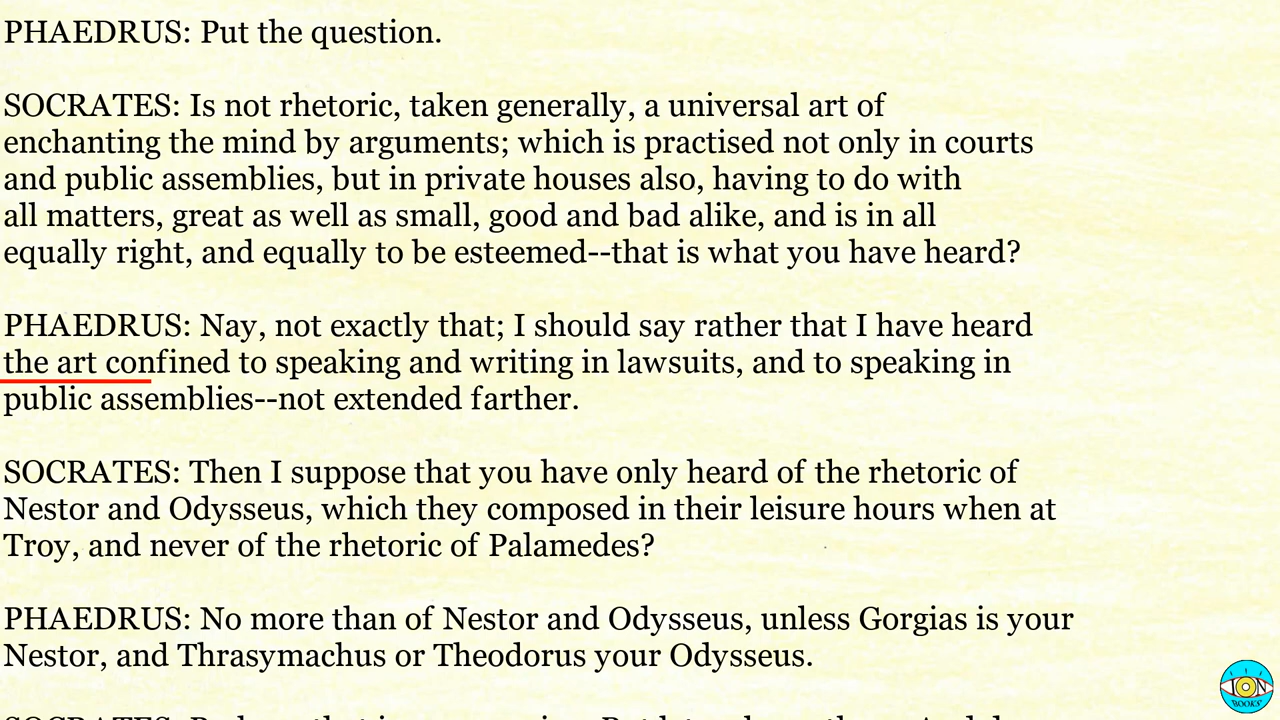 PHAEDRUS: Put the question.
SOCRATES: Is not rhetoric, taken generally, a universal art of
enchanting the mind by arguments; which is practised not only in courts
and public assemblies, but in private houses also, having to do with
all matters, great as well as small, good and bad alike, and is in all
equally right, and equally to be esteemed--that is what you have heard?
PHAEDRUS: Nay, not exactly that; I should say rather that I have heard
the art confined to speaking and writing in lawsuits, and to speaking in
public assemblies--not extended farther.
SOCRATES: Then I suppose that you have only heard of the rhetoric of
Nestor and Odysseus, which they composed in their leisure hours when at
Troy, and never of the rhetoric of Palamedes?
PHAEDRUS: No more than of Nestor and Odysseus, unless Gorgias is your
Nestor, and Thrasymachus or Theodorus your Odysseus.
ION
BOOKS